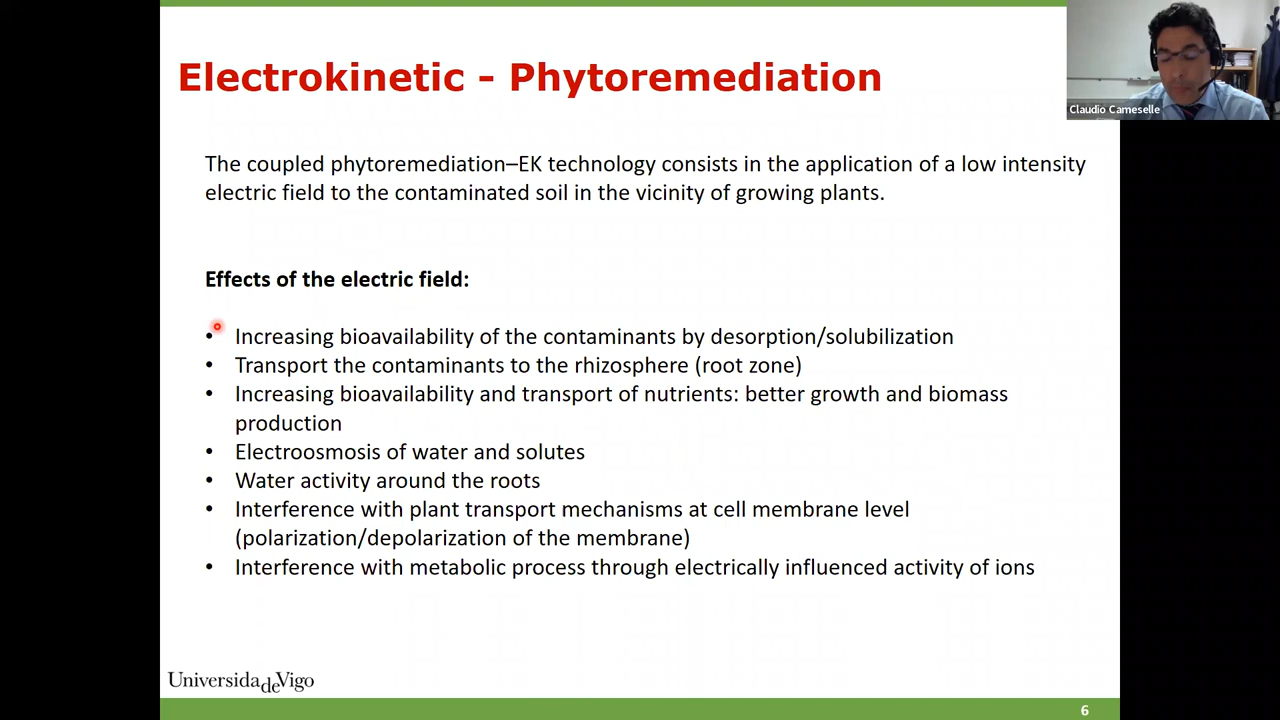 Electrokinetic - Phytoremediation
Claudio Cameselle
The coupled phytoremediation–EK technology consists in the application of a low intensity
electric field to the contaminated soil in the vicinity of growing plants.
Effects of the electric field:
• Increasing bioavailability of the contaminants by desorption/solubilization
• Transport the contaminants to the rhizosphere (root zone)
• Increasing bioavailability and transport of nutrients: better growth and biomass
production
• Electroosmosis of water and solutes
• Water activity around the roots
• Interference with plant transport mechanisms at cell membrane level
(polarization/depolarization of the membrane)
• Interference with metabolic process through electrically influenced activity of ions
UniversidadeVigo
6